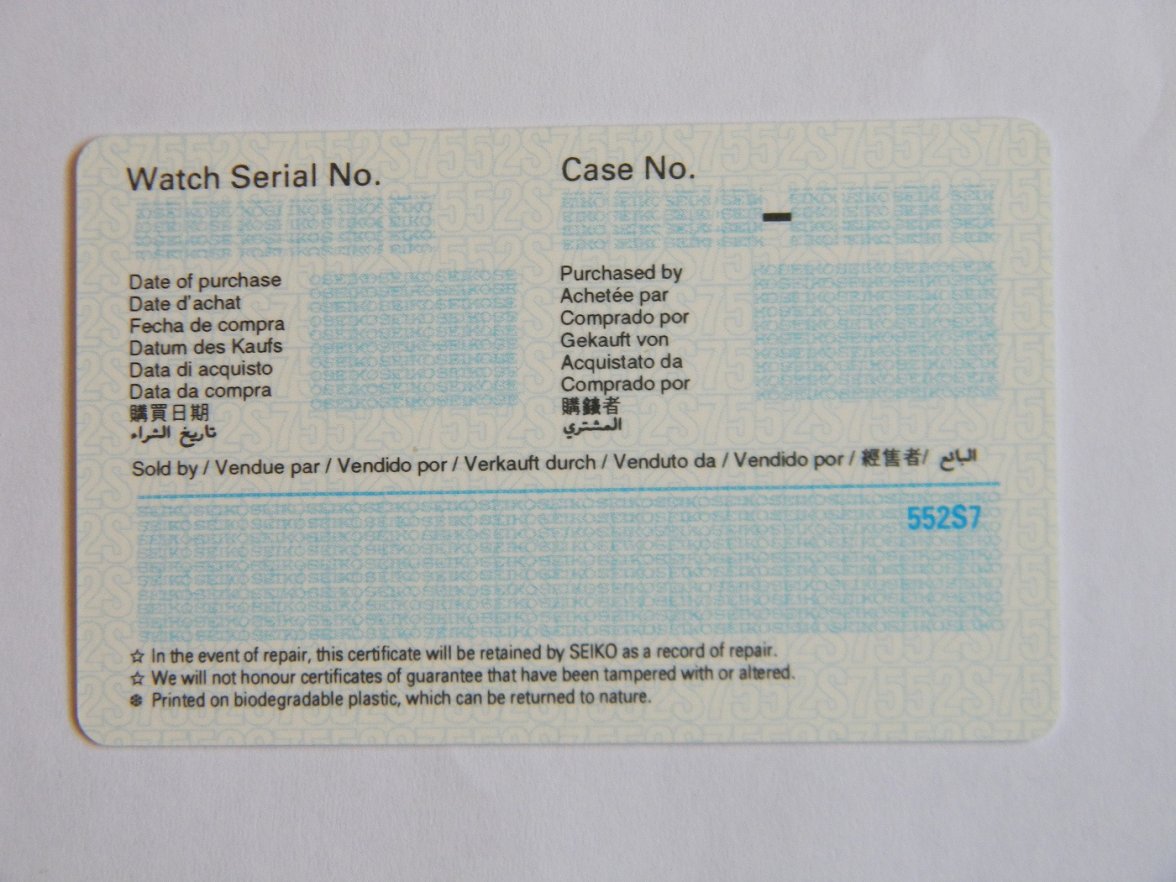 Watch Serial No.
Case No.
Date of purchase
Date d'achat
Fecha de compra
Datum des Kaufs
Data di acquisto
Data da compra
購買日期
تاريخ الشراء
Purchased by
Achetée par
Comprado por
Gekauft von
Acquistato da
Comprado por
購錶者
المشتري
Sold by / Vendue par / Vendido por / Verkauft durch / Venduto da / Vendido por / 經售者/ البائع
552S7
☆ In the event of repair, this certificate will be retained by SEIKO as a record of repair.
☆ We will not honour certificates of guarantee that have been tampered with or altered.
❄ Printed on biodegradable plastic, which can be returned to nature.